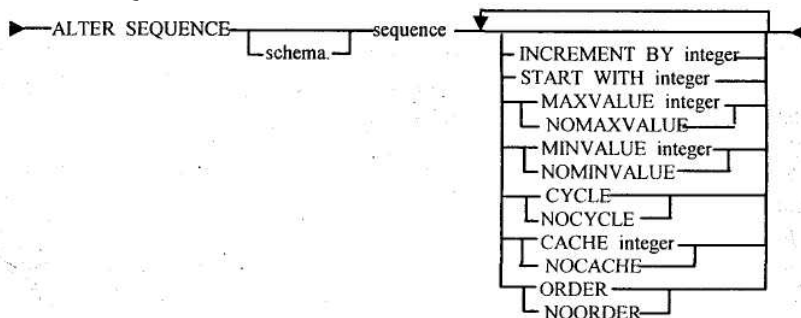 ALTER SEQUENCE schema. sequence
INCREMENT BY integer
START WITH integer
MAXVALUE integer
NOMAXVALUE
MINVALUE integer
NOMINVALUE
CYCLE
NOCYCLE
CACHE integer
NOCACHE
ORDER
NOORDER